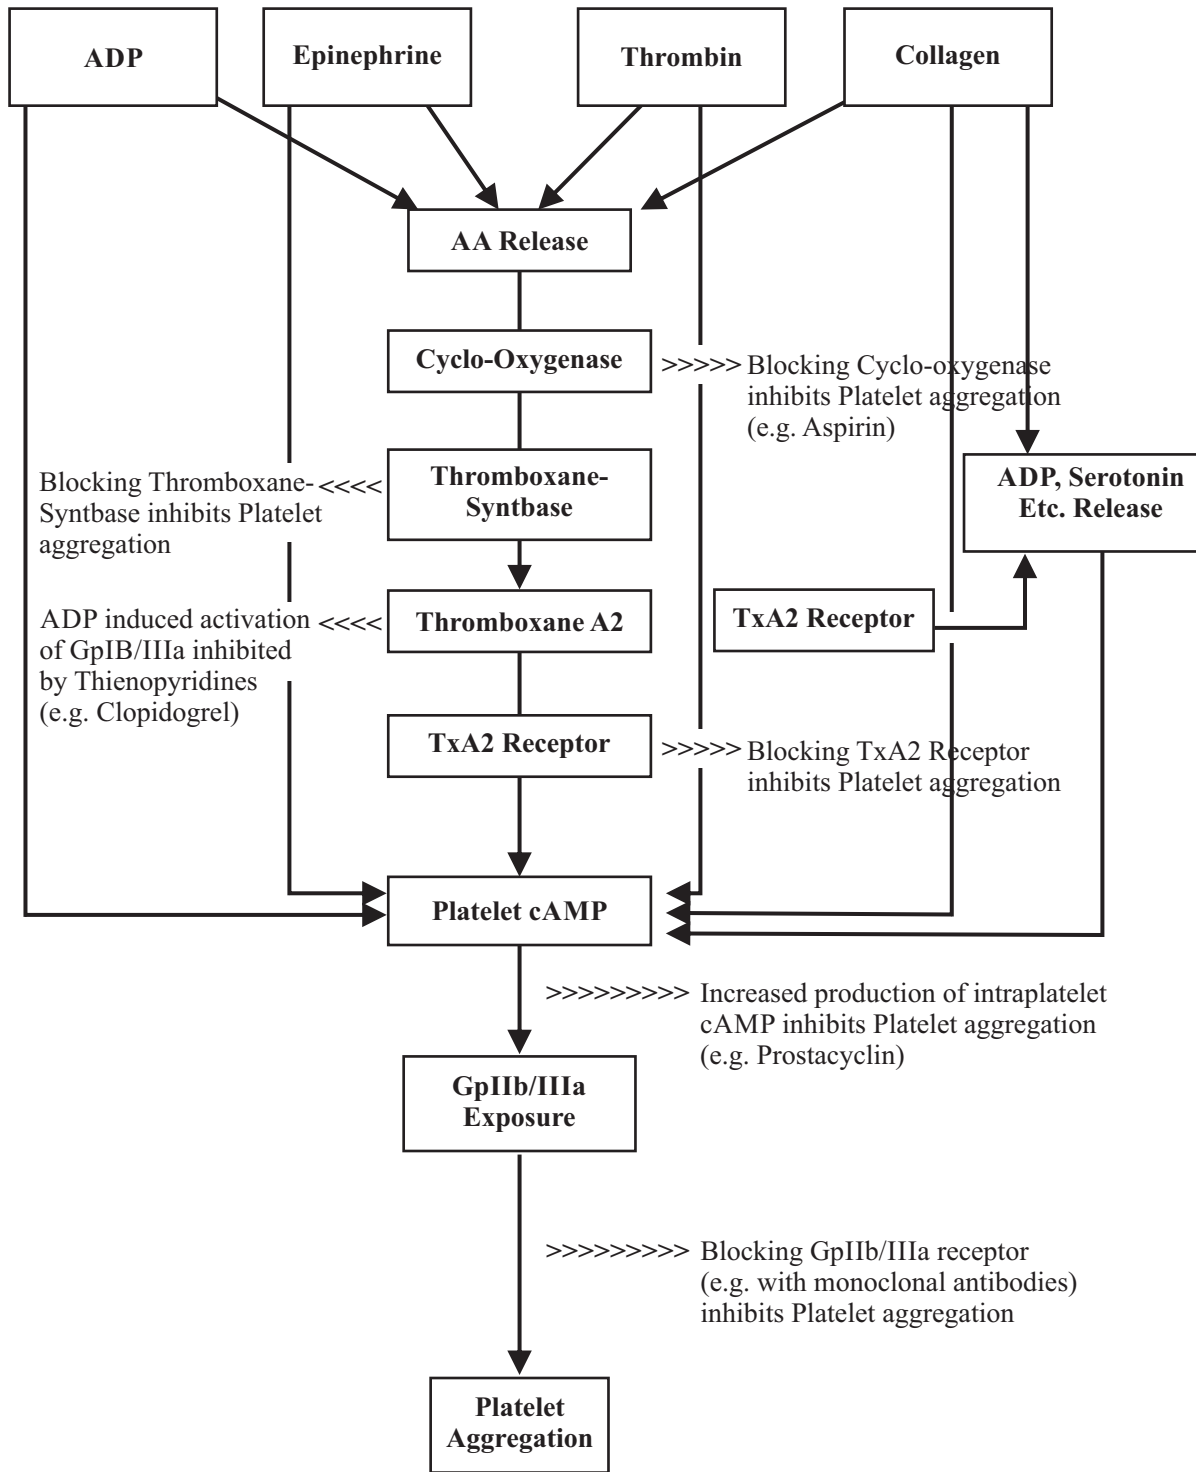 ADP
Epinephrine
Thrombin
Collagen
AA Release
Cyclo-Oxygenase
>>>>> Blocking Cyclo-oxygenase
inhibits Platelet aggregation
(e.g. Aspirin)
Blocking Thromboxane- <<<<
Syntbase inhibits Platelet
aggregation
Thromboxane-
Syntbase
ADP, Serotonin
Etc. Release
ADP induced activation <<<<
of GpIB/IIIa inhibited
by Thienopyridines
(e.g. Clopidogrel)
Thromboxane A2
TxA2 Receptor
TxA2 Receptor
>>>>> Blocking TxA2 Receptor
inhibits Platelet aggregation
Platelet cAMP
>>>>>>>>> Increased production of intraplatelet
cAMP inhibits Platelet aggregation
(e.g. Prostacyclin)
GpIIb/IIIa
Exposure
>>>>>>>>> Blocking GpIIb/IIIa receptor
(e.g. with monoclonal antibodies)
inhibits Platelet aggregation
Platelet
Aggregation